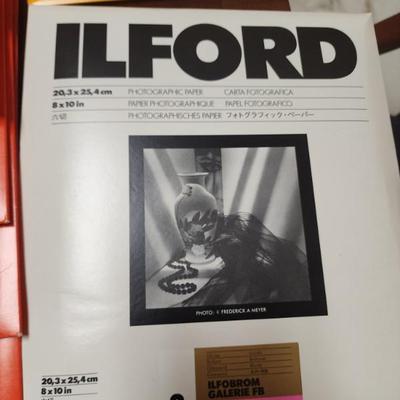 ILFORD
20,3 x 25,4 cm PHOTOGRAPHIC PAPER CARTA FOTOGRAFICA
8 x 10 in PAPIER PHOTOGRAPHIQUE PAPEL FOTOGRAFICO
六切 PHOTOGRAPHISCHES PAPIER フォトグラフィック・ペーパー
PHOTO: © FREDERICK A MEYER
20,3 x 25,4 cm
8 x 10 in
ILFOBROM
GALERIE FB